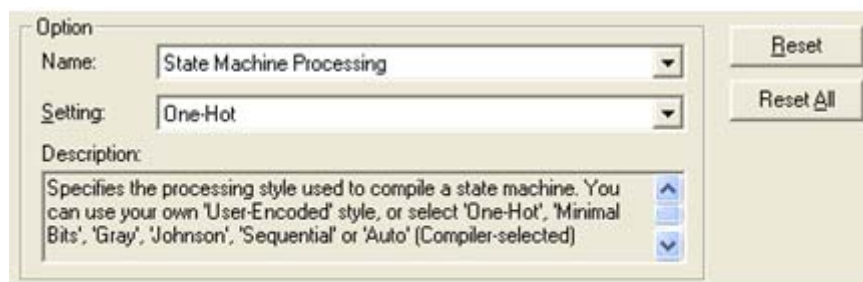 Option
Name:
State Machine Processing
Reset
Setting:
One-Hot
Reset All
Description:
Specifies the processing style used to compile a state machine. You
can use your own 'User-Encoded' style, or select 'One-Hot', 'Minimal
Bits', 'Gray', 'Johnson', 'Sequential' or 'Auto' (Compiler-selected)